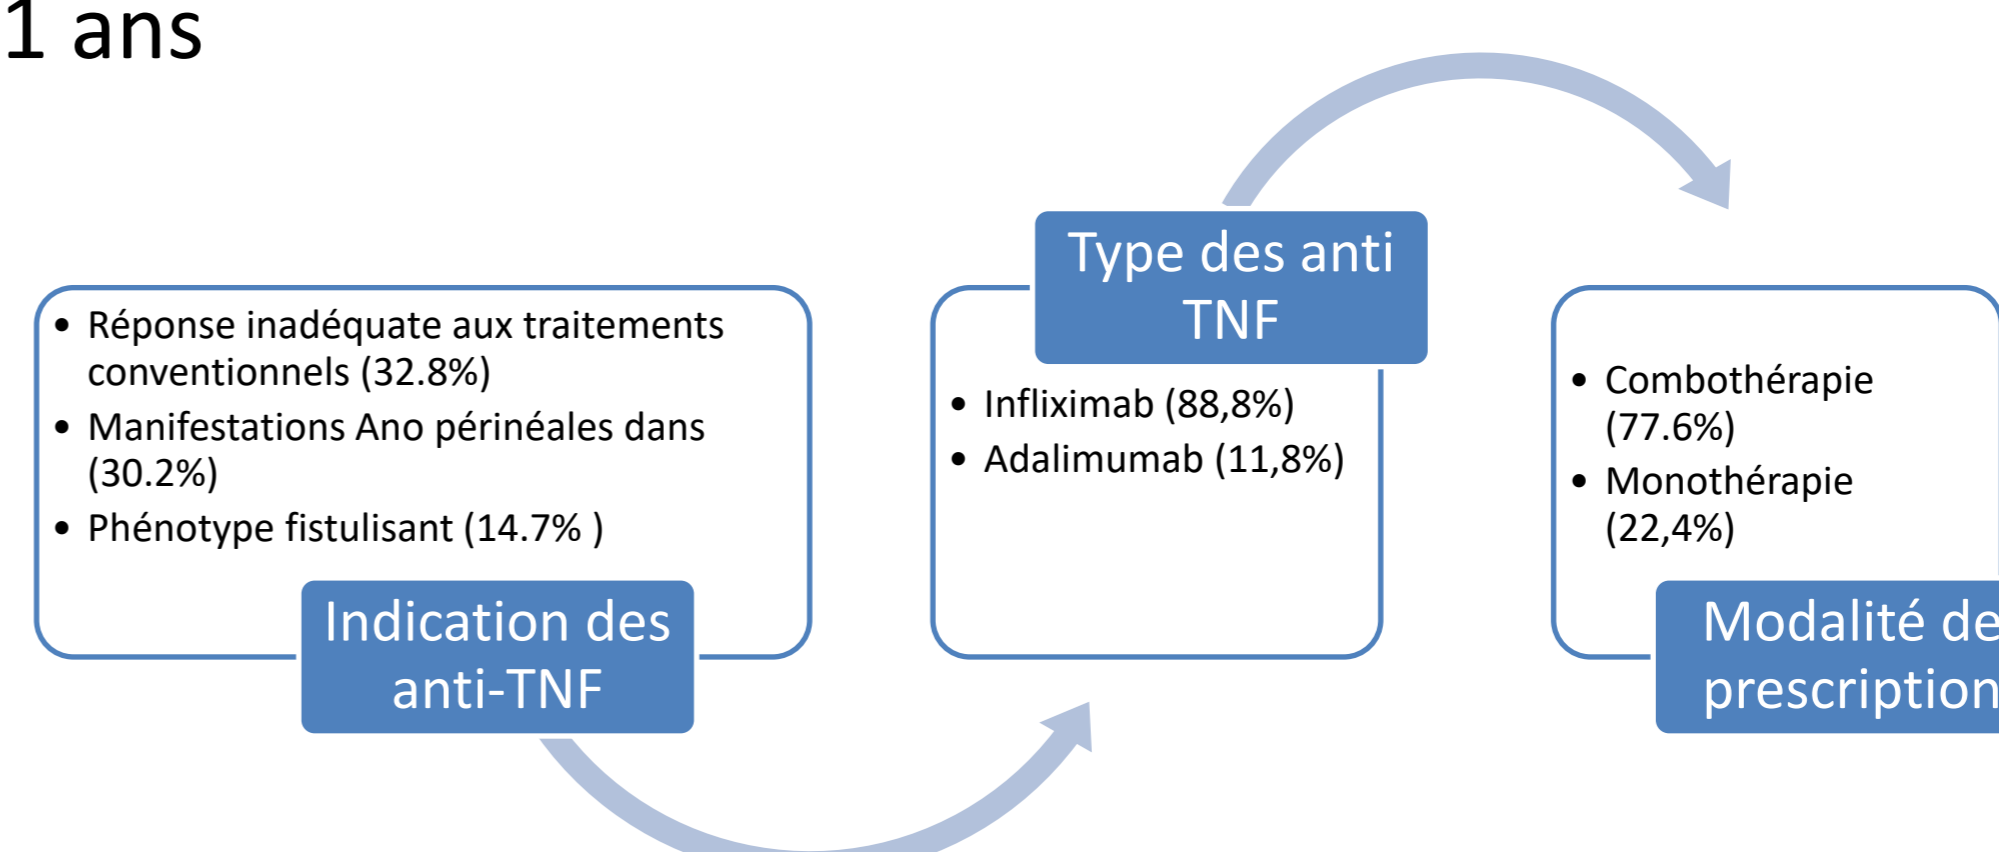 1 ans
• Réponse inadéquate aux traitements
conventionnels (32.8%)
• Manifestations Ano périnéales dans
(30.2%)
• Phénotype fistulisant (14.7% )
Indication des
anti-TNF
Type des anti
TNF
• Infliximab (88,8%)
• Adalimumab (11,8%)
• Combothérapie
(77.6%)
• Monothérapie
(22,4%)
Modalité de
prescription